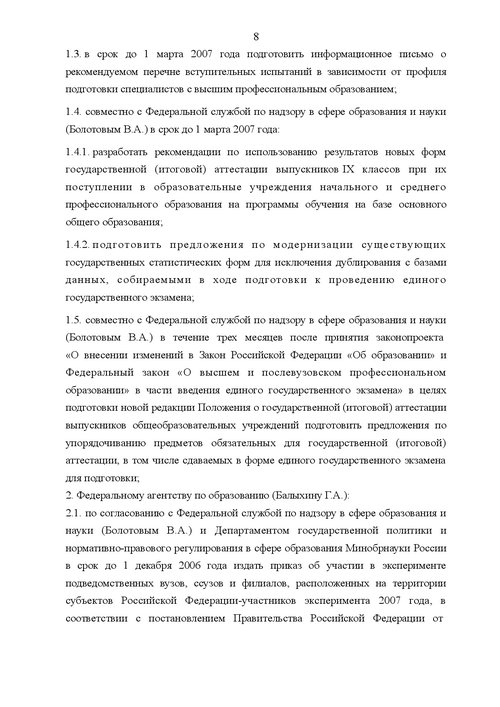 8
1.3. в срок до 1 марта 2007 года подготовить информационное письмо о
рекомендуемом перечне вступительных испытаний в зависимости от профиля
подготовки специалистов с высшим профессиональным образованием;
1.4. совместно с Федеральной службой по надзору в сфере образования и науки
(Болотовым В.А.) в срок до 1 марта 2007 года:
1.4.1. разработать рекомендации по использованию результатов новых форм
государственной (итоговой) аттестации выпускников IX классов при их
поступлении в образовательные учреждения начального и среднего
профессионального образования на программы обучения на базе основного
общего образования;
1.4.2. подготовить предложения по модернизации существующих
государственных статистических форм для исключения дублирования с базами
данных, собираемыми в ходе подготовки к проведению единого
государственного экзамена;
1.5. совместно с Федеральной службой по надзору в сфере образования и науки
(Болотовым В.А.) в течение трех месяцев после принятия законопроекта
«О внесении изменений в Закон Российской Федерации «Об образовании» и
Федеральный закон «О высшем и послевузовском профессиональном
образовании» в части введения единого государственного экзамена» в целях
подготовки новой редакции Положения о государственной (итоговой) аттестации
выпускников общеобразовательных учреждений подготовить предложения по
упорядочиванию предметов обязательных для государственной (итоговой)
аттестации, в том числе сдаваемых в форме единого государственного экзамена
для подготовки;
2. Федеральному агентству по образованию (Балыхину Г.А.):
2.1. по согласованию с Федеральной службой по надзору в сфере образования и
науки (Болотовым В.А.) и Департаментом государственной политики и
нормативно-правового регулирования в сфере образования Минобрнауки России
в срок до 1 декабря 2006 года издать приказ об участии в эксперименте
подведомственных вузов, ссузов и филиалов, расположенных на территории
субъектов Российской Федерации-участников эксперимента 2007 года, в
соответствии с постановлением Правительства Российской Федерации от